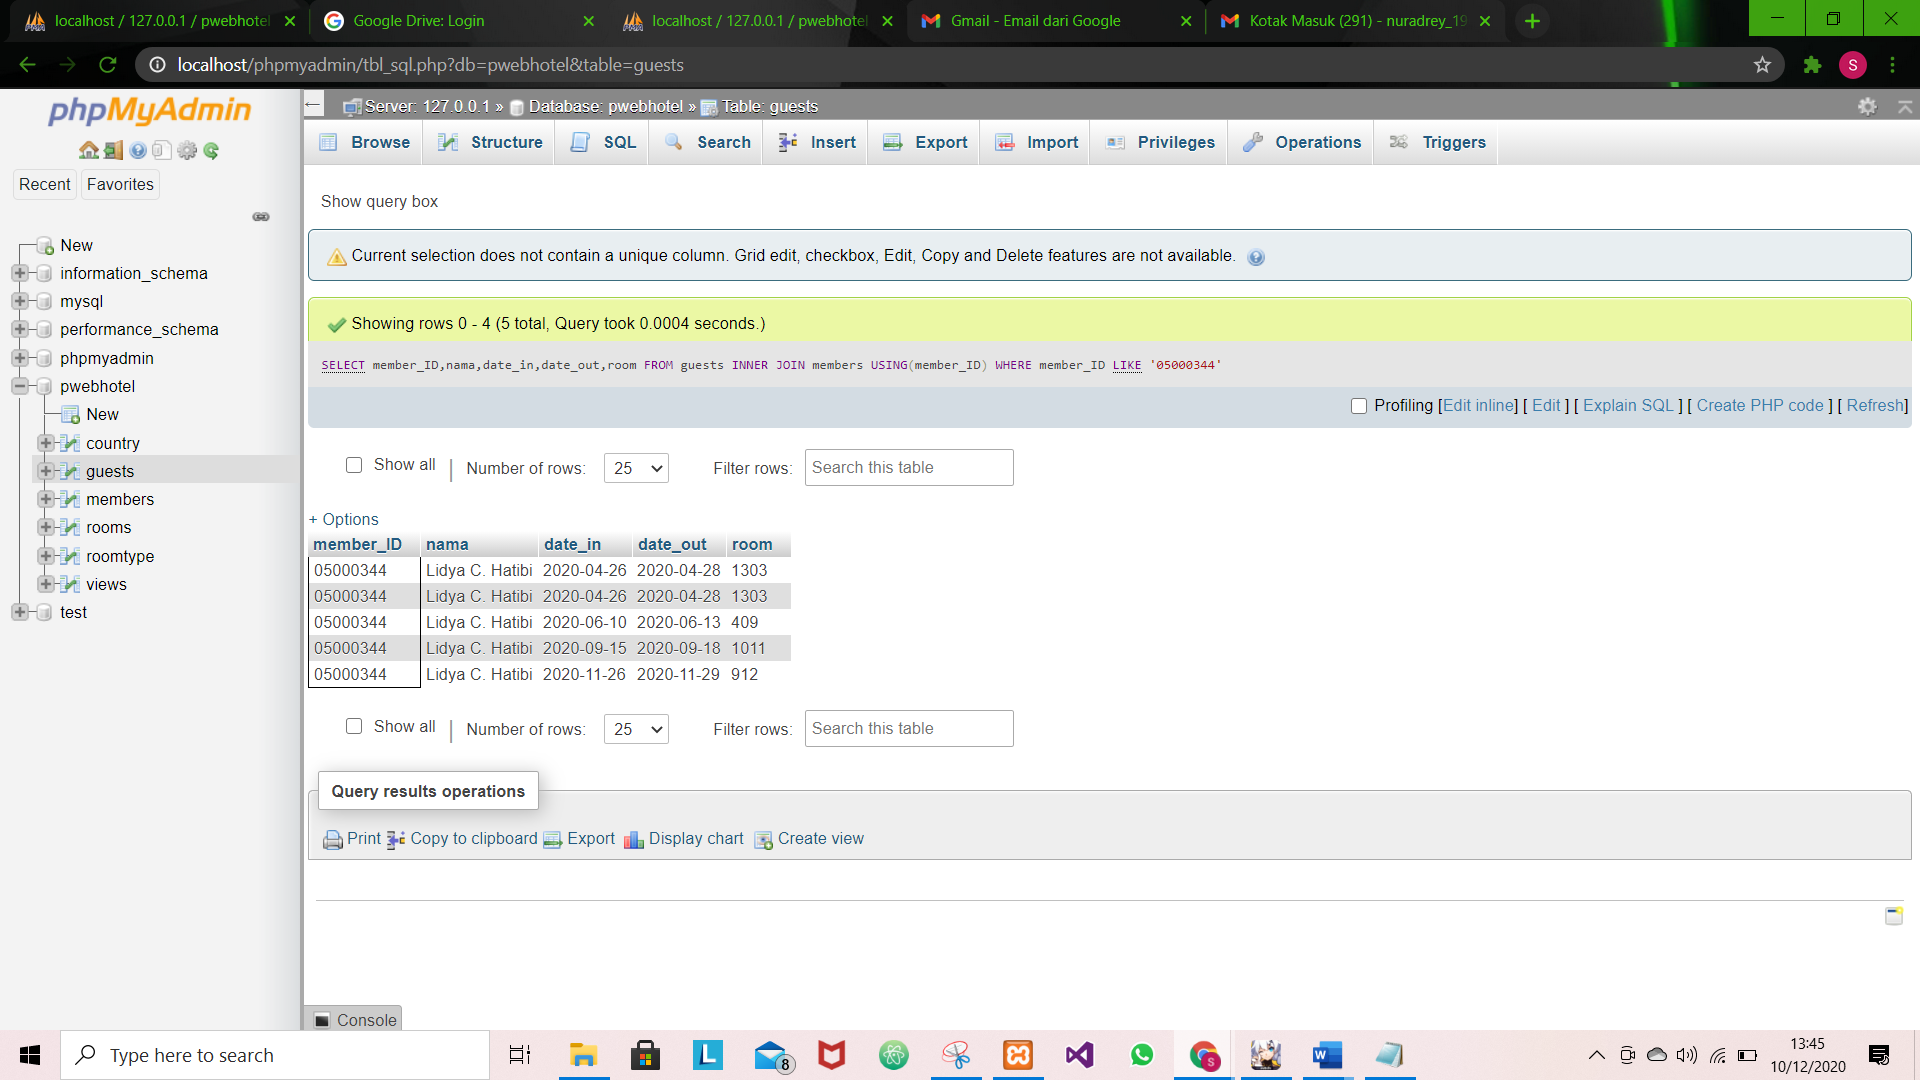 localhost / 127.0.0.1 / pwebhotel
Google Drive: Login
localhost / 127.0.0.1 / pwebhotel
Gmail - Email dari Google
Kotak Masuk (291) - nuradrey_19
localhost/phpmyadmin/tbl_sql.php?db=pwebhotel&table=guests
S
phpMyAdmin
Recent
Favorites
New
information_schema
mysql
performance_schema
phpmyadmin
pwebhotel
New
country
guests
members
rooms
roomtype
views
test
Server: 127.0.0.1 » Database: pwebhotel » Table: guests
Browse Structure SQL Search Insert Export Import Privileges Operations Triggers
Show query box
Current selection does not contain a unique column. Grid edit, checkbox, Edit, Copy and Delete features are not available.
Showing rows 0 - 4 (5 total, Query took 0.0004 seconds.)
SELECT member_ID,nama,date_in,date_out,room FROM guests INNER JOIN members USING(member_ID) WHERE member_ID LIKE '05000344'
Profiling [Edit inline] [ Edit ] [ Explain SQL ] [ Create PHP code ] [ Refresh]
Show all | Number of rows: 25 Filter rows: Search this table
+ Options
member_ID nama date_in date_out room
05000344 Lidya C. Hatibi 2020-04-26 2020-04-28 1303
05000344 Lidya C. Hatibi 2020-04-26 2020-04-28 1303
05000344 Lidya C. Hatibi 2020-06-10 2020-06-13 409
05000344 Lidya C. Hatibi 2020-09-15 2020-09-18 1011
05000344 Lidya C. Hatibi 2020-11-26 2020-11-29 912
Show all | Number of rows: 25 Filter rows: Search this table
Query results operations
Print Copy to clipboard Export Display chart Create view
Console
Type here to search
L
8
S
13:45
10/12/2020